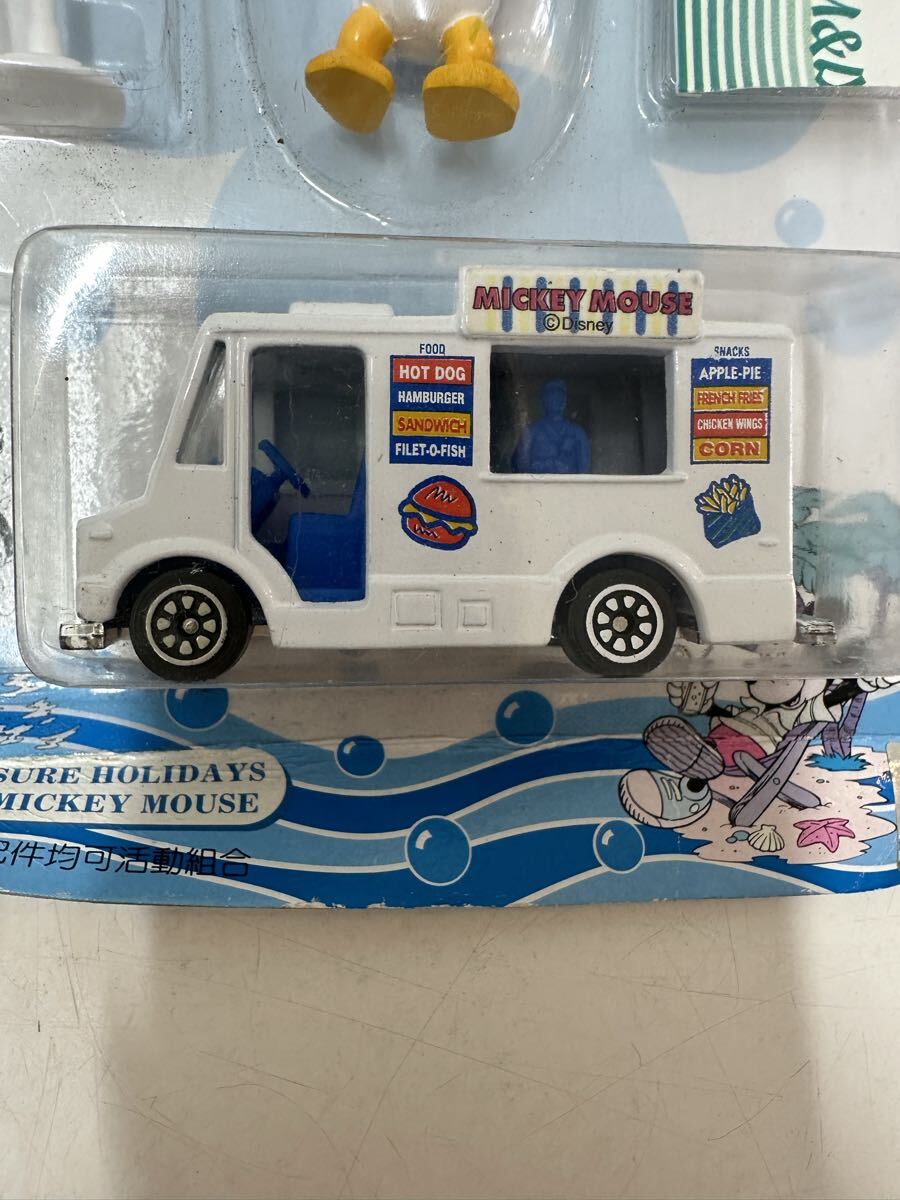 M&D
MICKEY MOUSE
©Disney
FOOD
HOT DOG
HAMBURGER
SANDWICH
FILET-O-FISH
SNACKS
APPLE-PIE
FRENCH FRIES
CHICKEN WINGS
CORN
SURE HOLIDAYS
MICKEY MOUSE
件均可活動組合